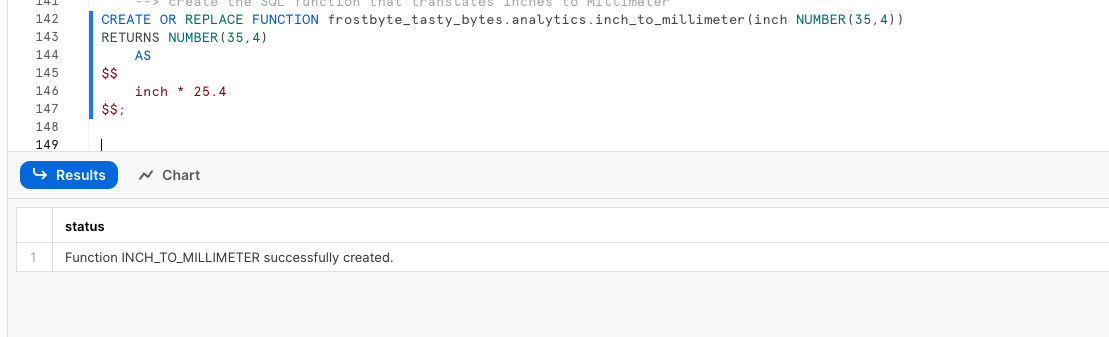 141 --> create the SQL function that translates Inches to Millimeter
142 CREATE OR REPLACE FUNCTION frostbyte_tasty_bytes.analytics.inch_to_millimeter(inch NUMBER(35,4))
143 RETURNS NUMBER(35,4)
144 AS
145 $$
146 inch * 25.4
147 $$;
148
149
Results Chart
status
1 Function INCH_TO_MILLIMETER successfully created.